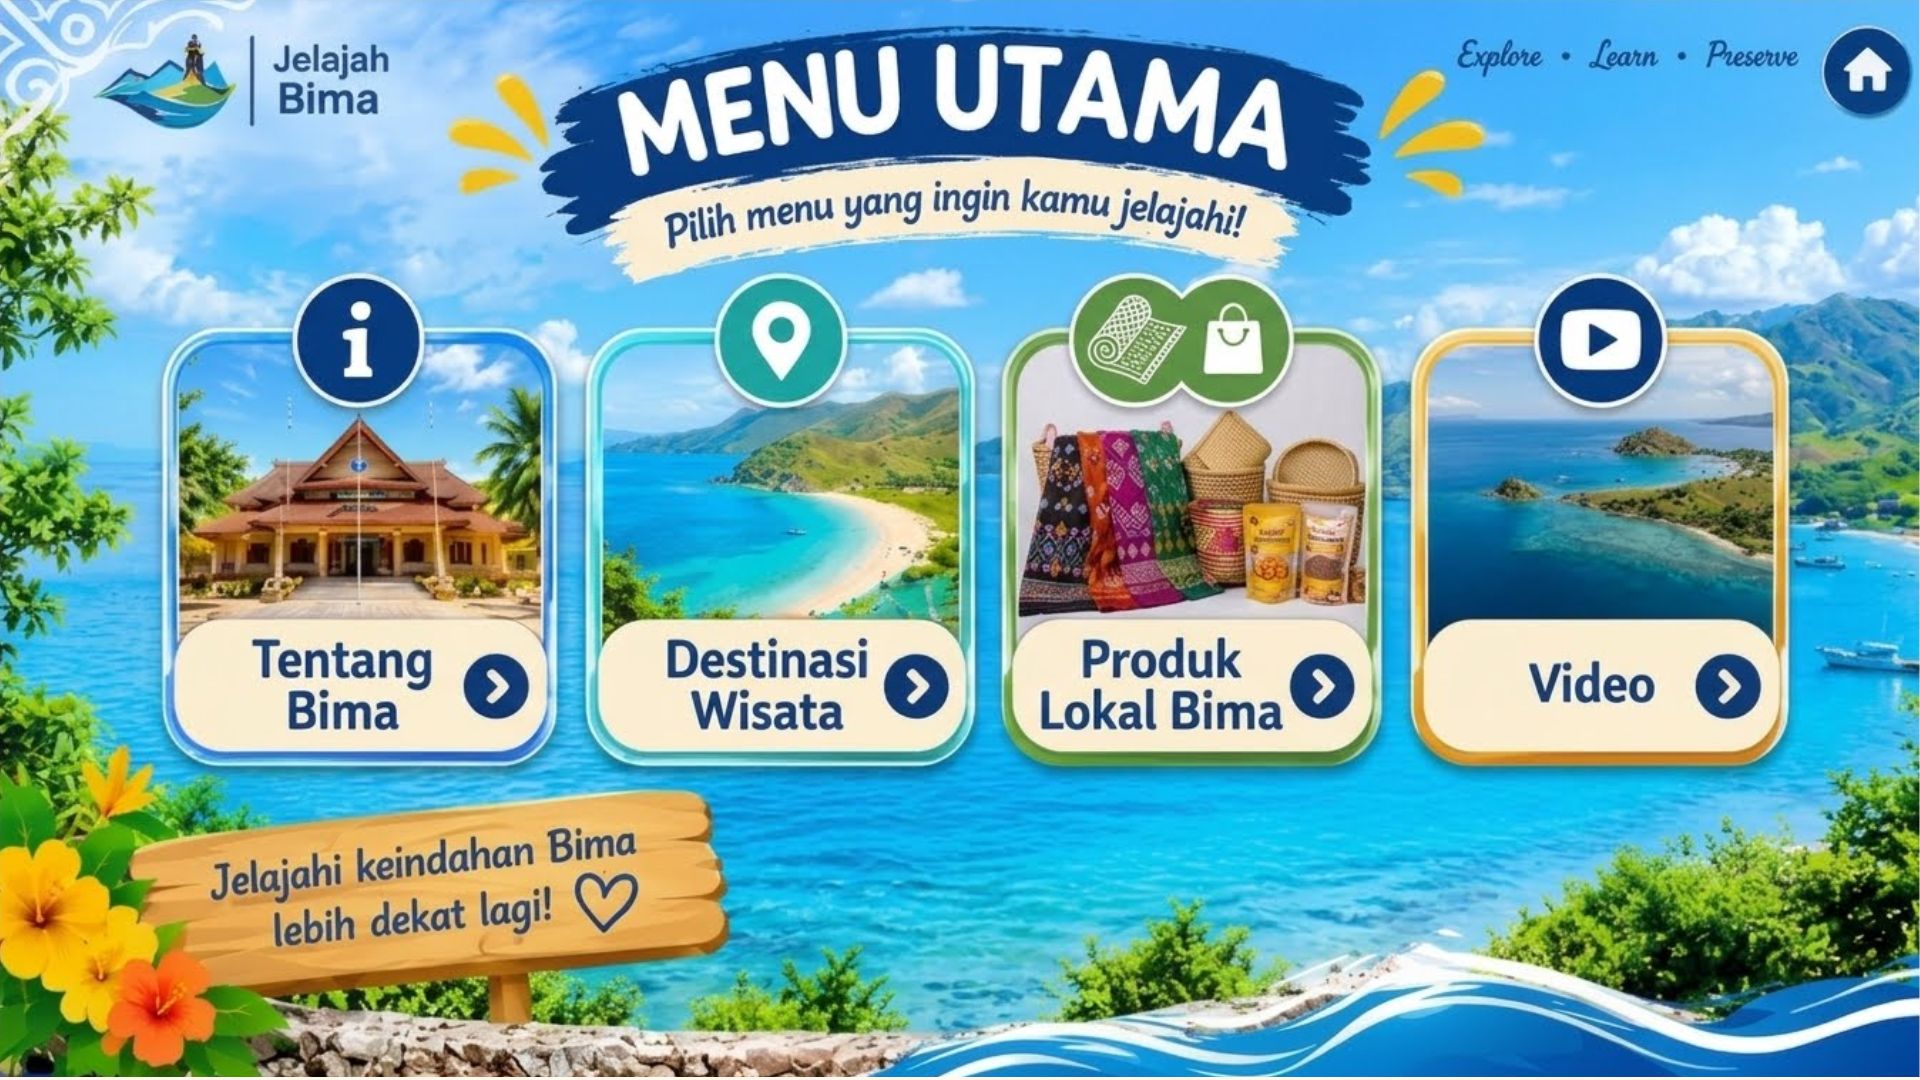 Jelajah
Bima
MENU UTAMA
Explore • Learn • Preserve
Pilih menu yang ingin kamu jelajahi!
Tentang
Bima
Destinasi
Wisata
Produk
Lokal Bima
Video
Jelajahi keindahan Bima
lebih dekat lagi!